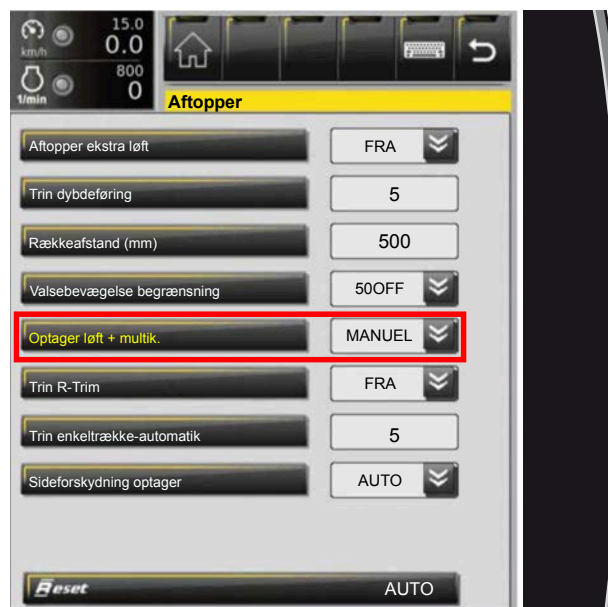 15.0
km/h 0.0
800
1/min 0
Aftopper
Aftopper ekstra løft FRA
Trin dybdeføring 5
Rækkeafstand (mm) 500
Valsebevægelse begrænsning 50OFF
Optager løft + multik. MANUEL
Trin R-Trim FRA
Trin enkeltrække-automatik 5
Sideforskydning optager AUTO
Reset AUTO